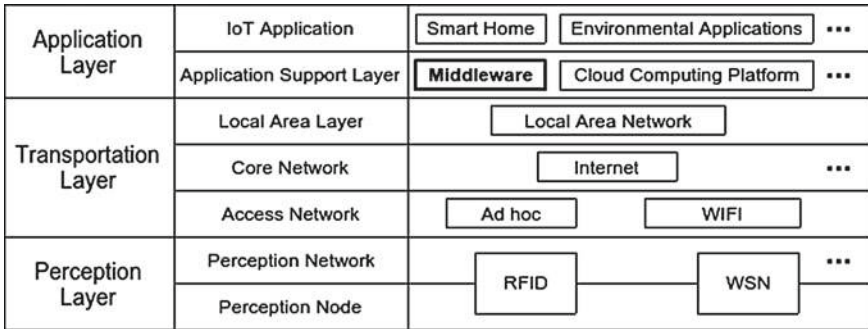 Application
Layer
IoT Application
Smart Home
Environmental Applications
...
Application Support Layer
Middleware
Cloud Computing Platform
...
Transportation
Layer
Local Area Layer
Local Area Network
Core Network
Internet
...
Access Network
Ad hoc
WIFI
Perception
Layer
Perception Network
RFID
WSN
...
Perception Node